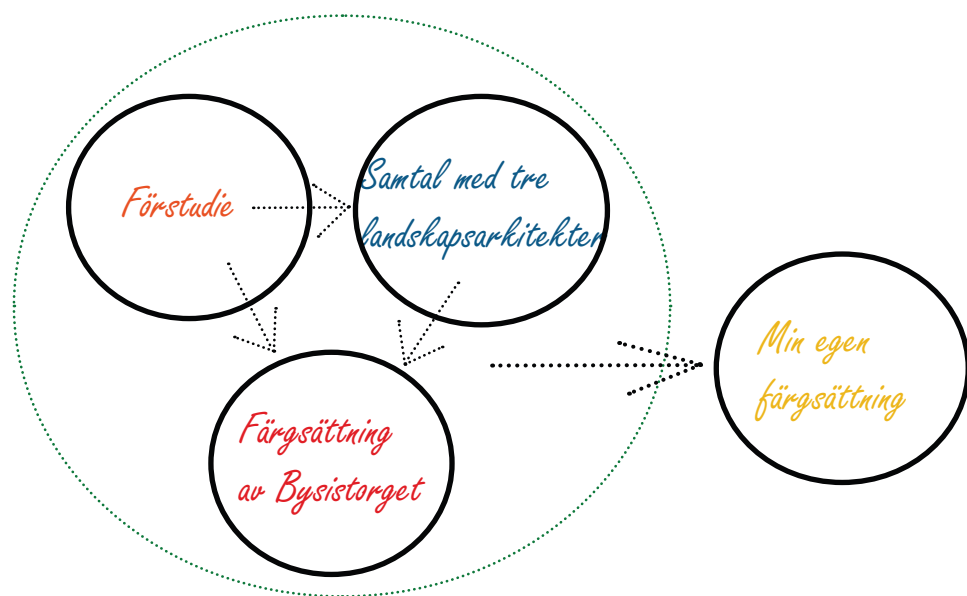 Förstudie
Samtal med tre
landskapsarkitekter
Färgsättning
av Bysistorget
Min egen
färgsättning